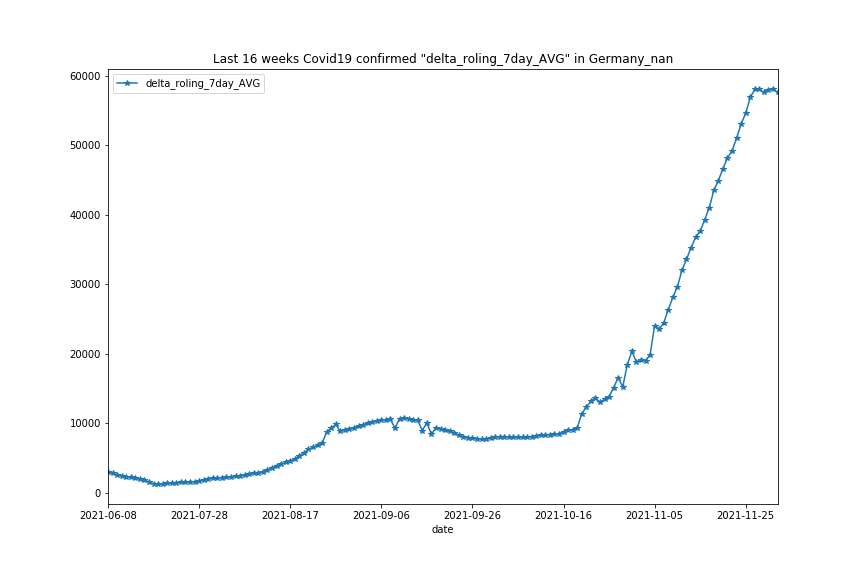 Last 16 weeks Covid19 confirmed "delta_roling_7day_AVG" in Germany_nan
delta_roling_7day_AVG
60000
50000
40000
30000
20000
10000
0
2021-06-08 2021-07-28 2021-08-17 2021-09-06 2021-09-26 2021-10-16 2021-11-05 2021-11-25
date